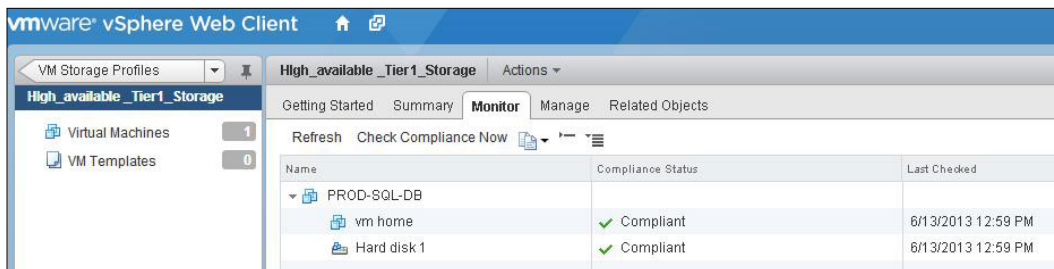 vmware® vSphere Web Client
VM Storage Profiles
HIgh_available _Tier1_Storage
Virtual Machines 1
VM Templates 0
HIgh_available _Tier1_Storage Actions
Getting Started Summary Monitor Manage Related Objects
Refresh Check Compliance Now
Name Compliance Status Last Checked
PROD-SQL-DB
vm home Compliant 6/13/2013 12:59 PM
Hard disk 1 Compliant 6/13/2013 12:59 PM